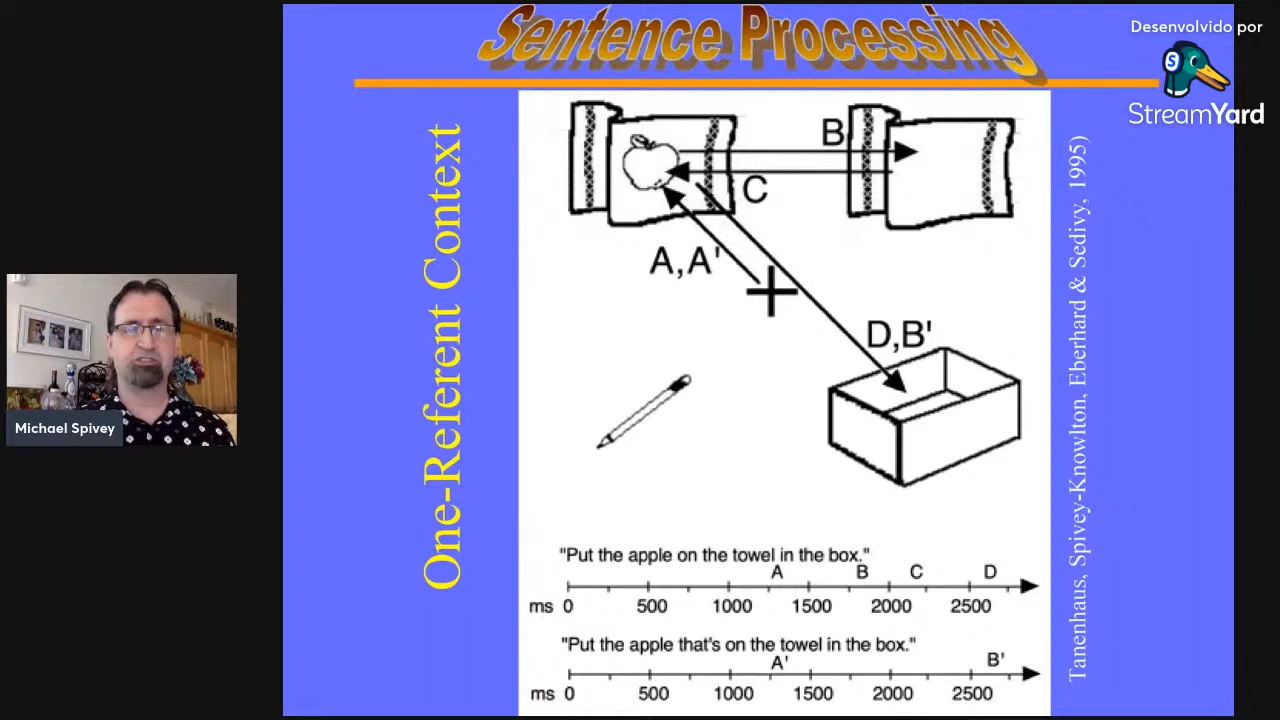 Sentence Processing
Desenvolvido por
StreamYard
One-Referent Context
B
C
A,A'
D,B'
Tanenhaus, Spivey-Knowlton, Eberhard & Sedivy, 1995)
Michael Spivey
"Put the apple on the towel in the box."
A B C D
ms 0 500 1000 1500 2000 2500
"Put the apple that's on the towel in the box."
A' B'
ms 0 500 1000 1500 2000 2500